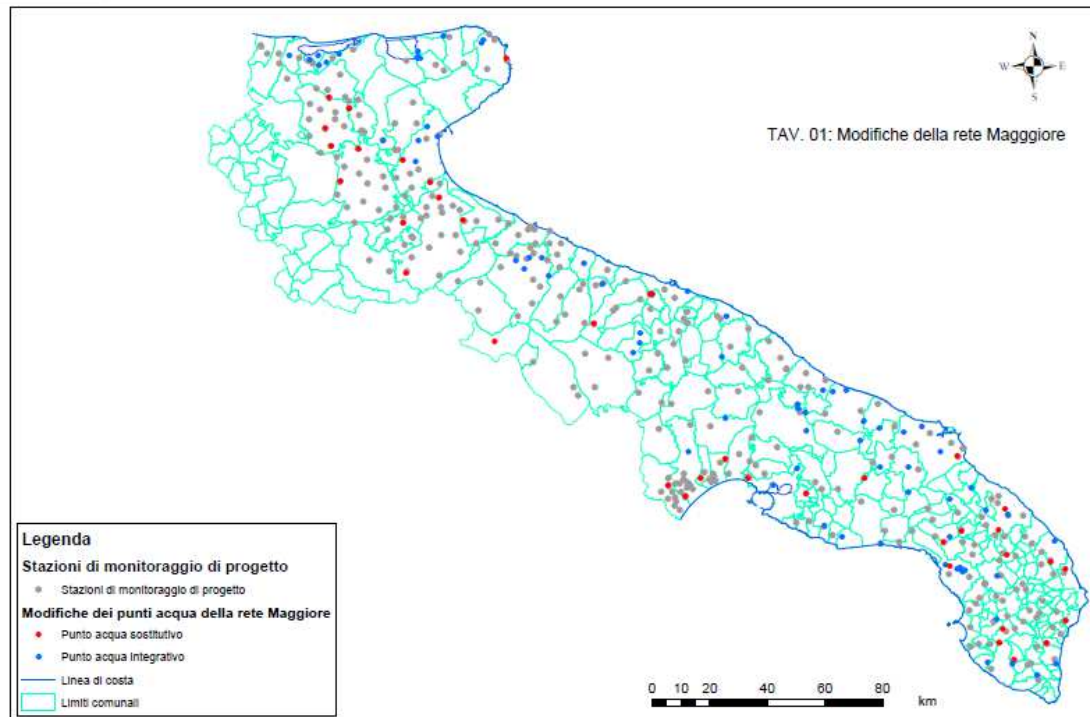 N
W E
S
TAV. 01: Modifiche della rete Magggiore
Legenda
Stazioni di monitoraggio di progetto
Stazioni di monitoraggio di progetto
Modifiche dei punti acqua della rete Maggiore
Punto acqua sostitutivo
Punto acqua integrativo
Linea di costa
Limiti comunali
0 10 20 40 60 80
km